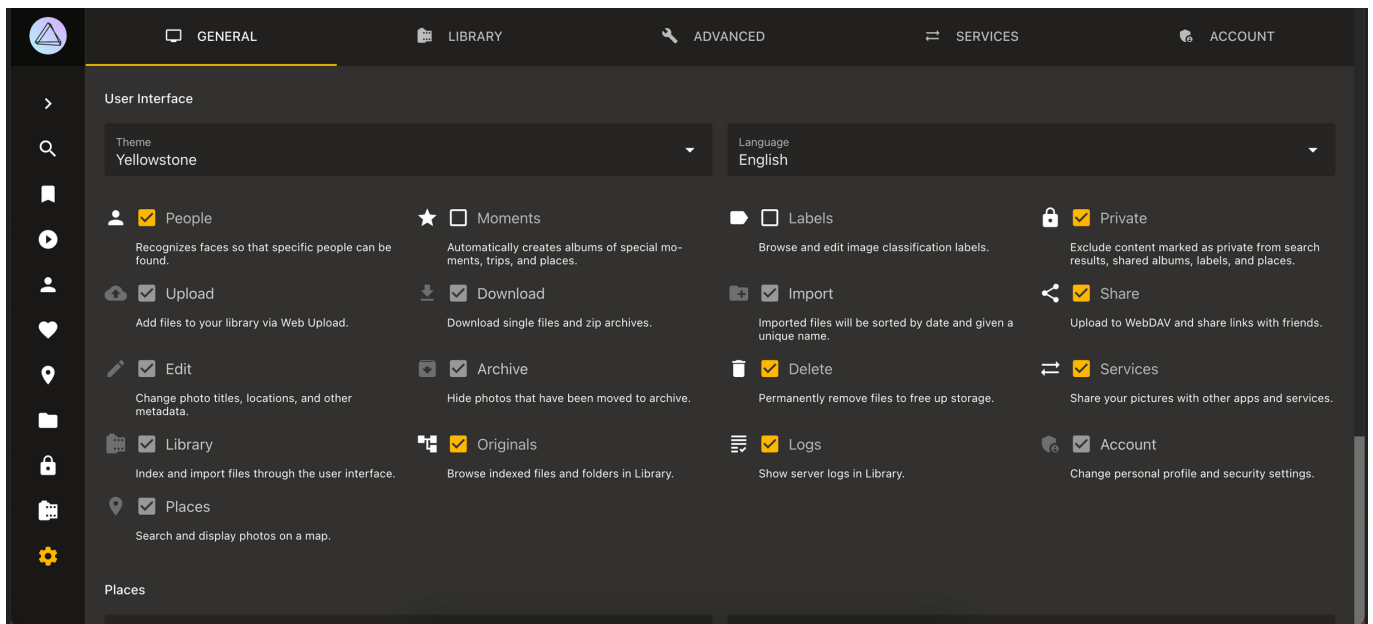 GENERAL
LIBRARY
ADVANCED
SERVICES
ACCOUNT
User Interface
Theme
Yellowstone
Language
English
People
Recognizes faces so that specific people can be
found.
Moments
Automatically creates albums of special mo-
ments, trips, and places.
Labels
Browse and edit image classification labels.
Private
Exclude content marked as private from search
results, shared albums, labels, and places.
Upload
Add files to your library via Web Upload.
Download
Download single files and zip archives.
Import
Imported files will be sorted by date and given a
unique name.
Share
Upload to WebDAV and share links with friends.
Edit
Change photo titles, locations, and other
metadata.
Archive
Hide photos that have been moved to archive.
Delete
Permanently remove files to free up storage.
Services
Share your pictures with other apps and services.
Library
Index and import files through the user interface.
Originals
Browse indexed files and folders in Library.
Logs
Show server logs in Library.
Account
Change personal profile and security settings.
Places
Search and display photos on a map.
Places